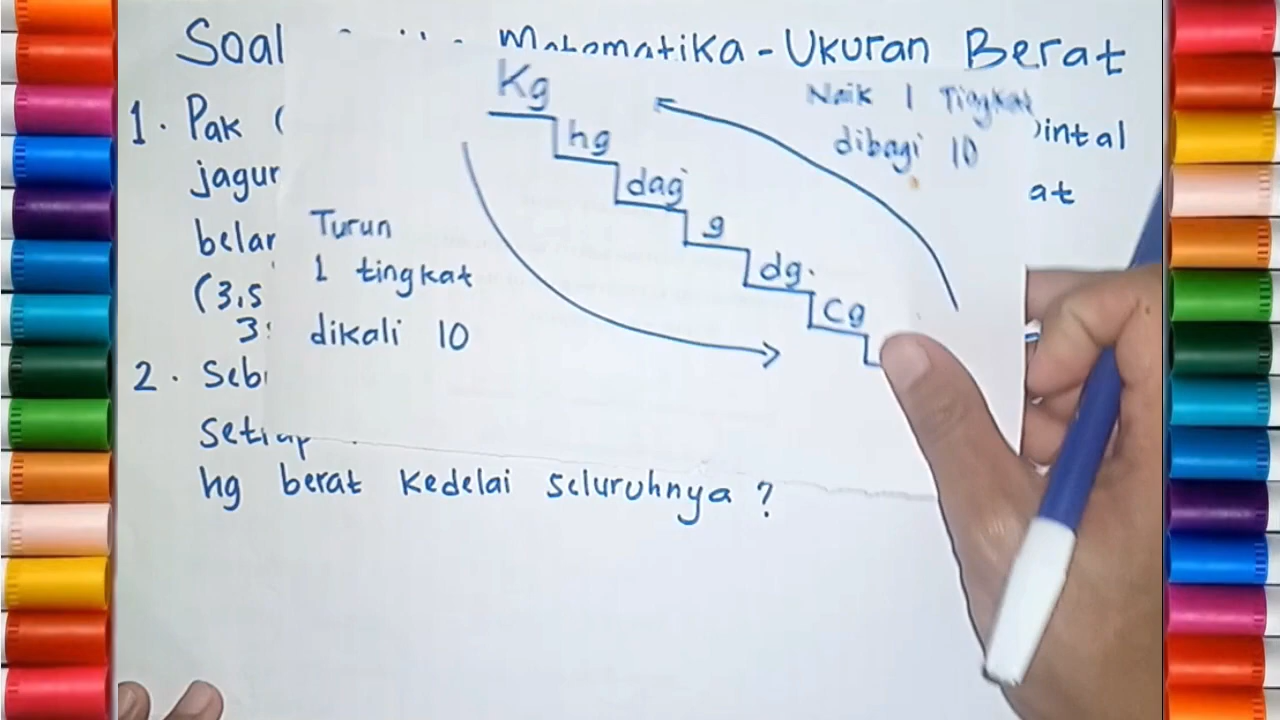 Soal
Matematika - Ukuran Berat
1. Pak
jagur
belar
(3.5
3
2. Seb
Setiap
hg berat kedelai seluruhnya ?
Kg
hg
dag
g
dg.
Cg
Turun
1 tingkat
dikali 10
Naik 1 Tingkat
dibagi 10
intal
at